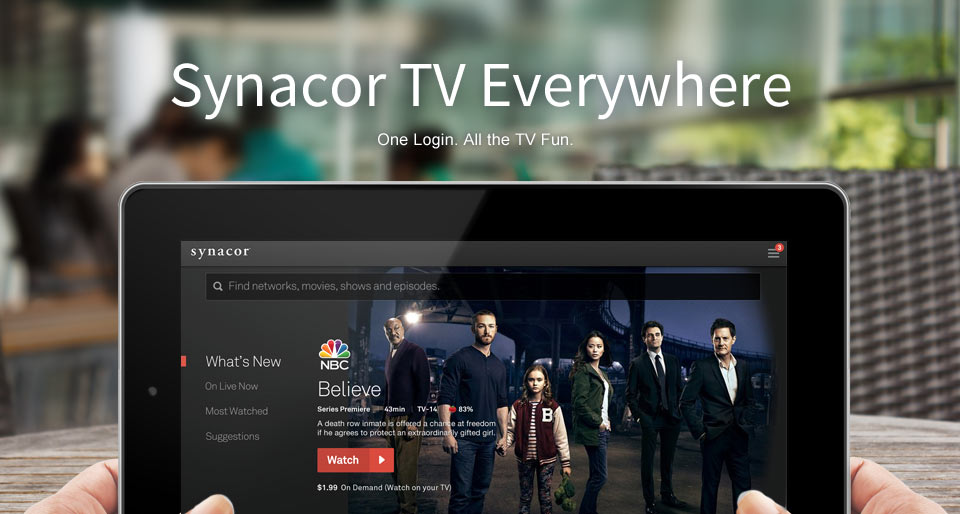 Synacor TV Everywhere
One Login. All the TV Fun.
synacor
3
Find networks, movies, shows and episodes.
What's New
On Live Now
Most Watched
Suggestions
NBC
Believe
Series Premiere 43min TV-14 83%
A death row inmate is offered a chance at freedom
if he agrees to protect an extraordinarily gifted girl.
Watch
$1.99 On Demand (Watch on your TV)
B